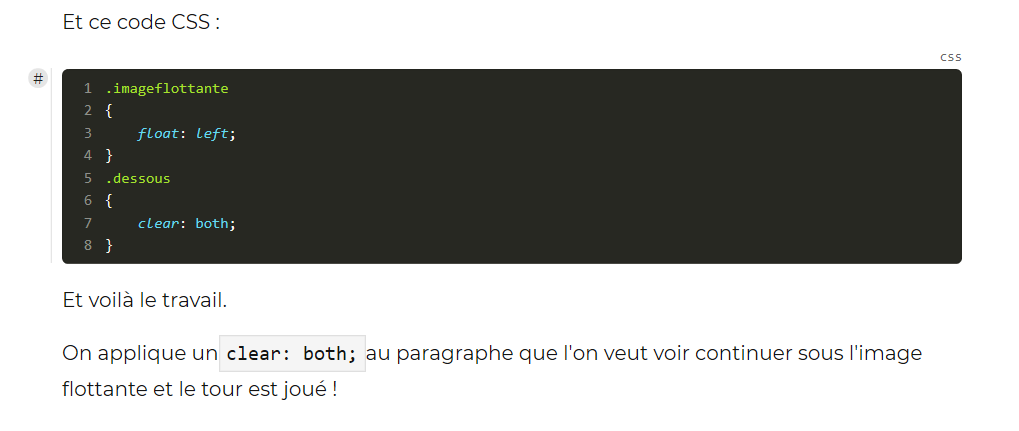 Et ce code CSS :
css
#
1 .imageflottante
2 {
3     float: left;
4 }
5 .dessous
6 {
7     clear: both;
8 }
Et voilà le travail.
On applique un clear: both; au paragraphe que l'on veut voir continuer sous l'image
flottante et le tour est joué !